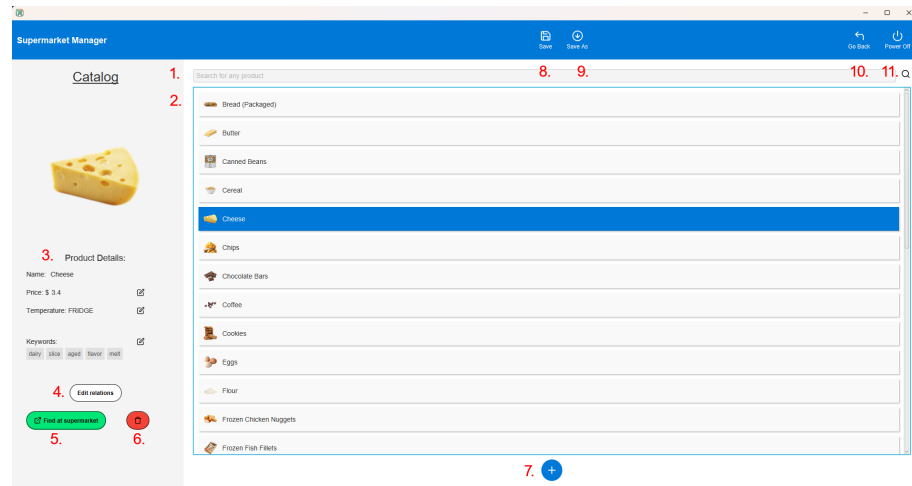 Supermarket Manager
Save
Save As
Go Back
Power Off
Catalog
1.
Search for any product
8.
9.
10.
11.
2.
Bread (Packaged)
Butter
Canned Beans
Cereal
Cheese
Chips
Chocolate Bars
Coffee
Cookies
Eggs
Flour
Frozen Chicken Nuggets
Frozen Fish Fillets
3.
Product Details:
Name: Cheese
Price: $ 3.4
Temperature: FRIDGE
Keywords:
dairy slice aged flavor melt
4.
Edit relations
Find at supermarket
5.
6.
7.
+